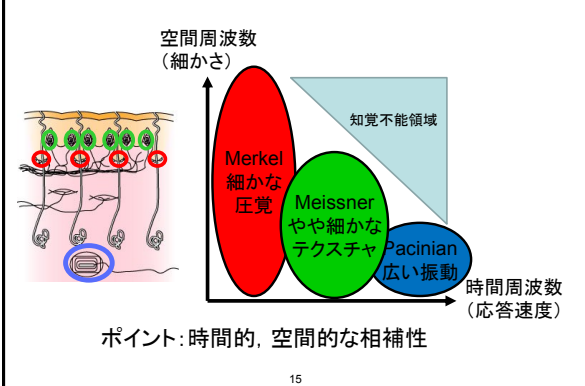 空間周波数
(細かさ)
知覚不能領域
Merkel
細かな
圧覚
Meissner
やや細かな
テクスチャ
Pacinian
広い振動
時間周波数
(応答速度)
ポイント:時間的,空間的な相補性
15